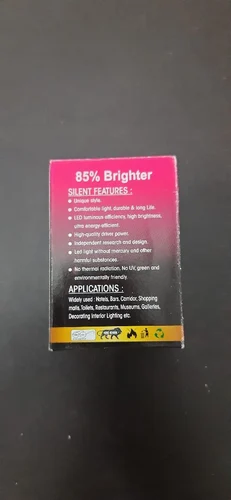 85% Brighter
SILENT FEATURES :
Unique style.
Comfortable light, durable & long Life.
LED luminous efficiency, high brightness,
ultra energy-efficient.
High-quality driver power.
Independent research and design.
Led light without mercury and other
harmful substances.
No thermal radiation, No UV, green and
environmentally friendly.
APPLICATIONS :
Widely used : Hotels, Bars, Corridor, Shopping
malls, Toilets, Restaurants, Museums, Galleries,
Decorating Interior Lighting etc.